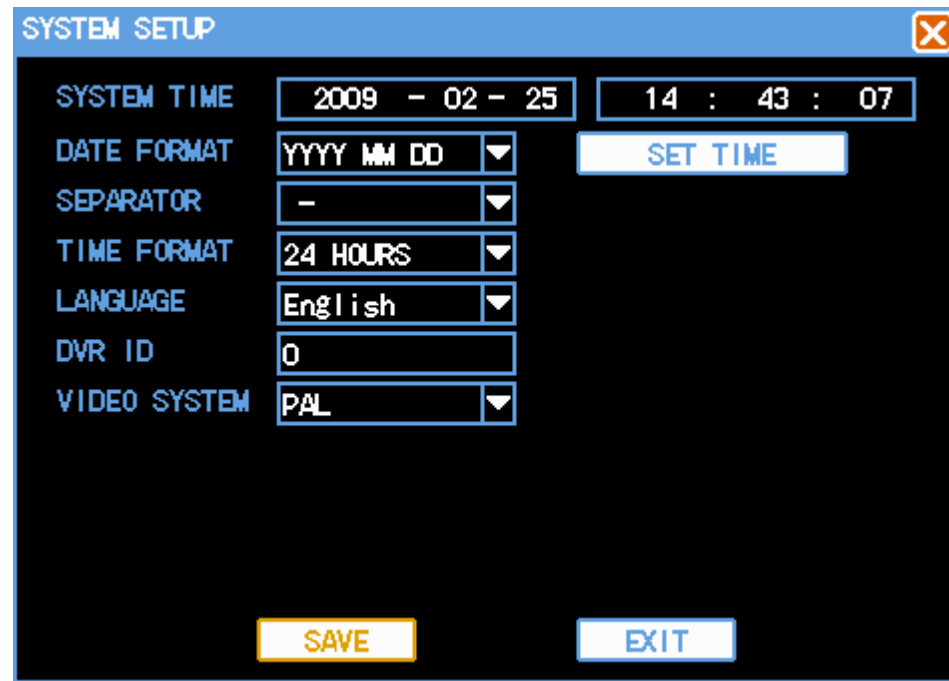 SYSTEM SETUP
SYSTEM TIME 2009 - 02 - 25 14 : 43 : 07
DATE FORMAT YYYY MM DD SET TIME
SEPARATOR -
TIME FORMAT 24 HOURS
LANGUAGE English
DVR ID 0
VIDEO SYSTEM PAL
SAVE EXIT